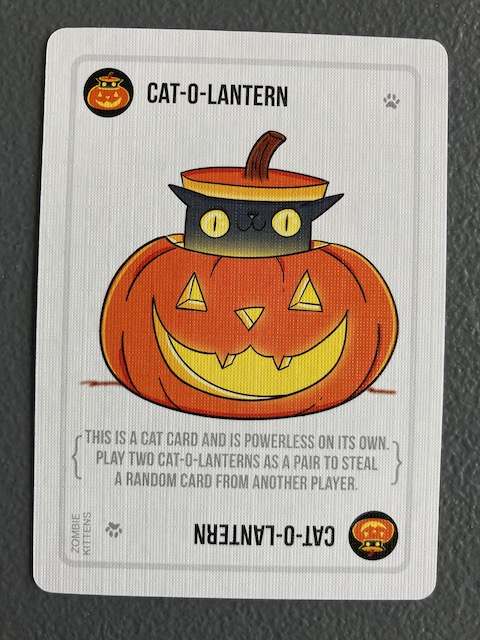 CAT-O-LANTERN
THIS IS A CAT CARD AND IS POWERLESS ON ITS OWN.
PLAY TWO CAT-O-LANTERNS AS A PAIR TO STEAL
A RANDOM CARD FROM ANOTHER PLAYER.
ZOMBIE
KITTENS
CAT-O-LANTERN